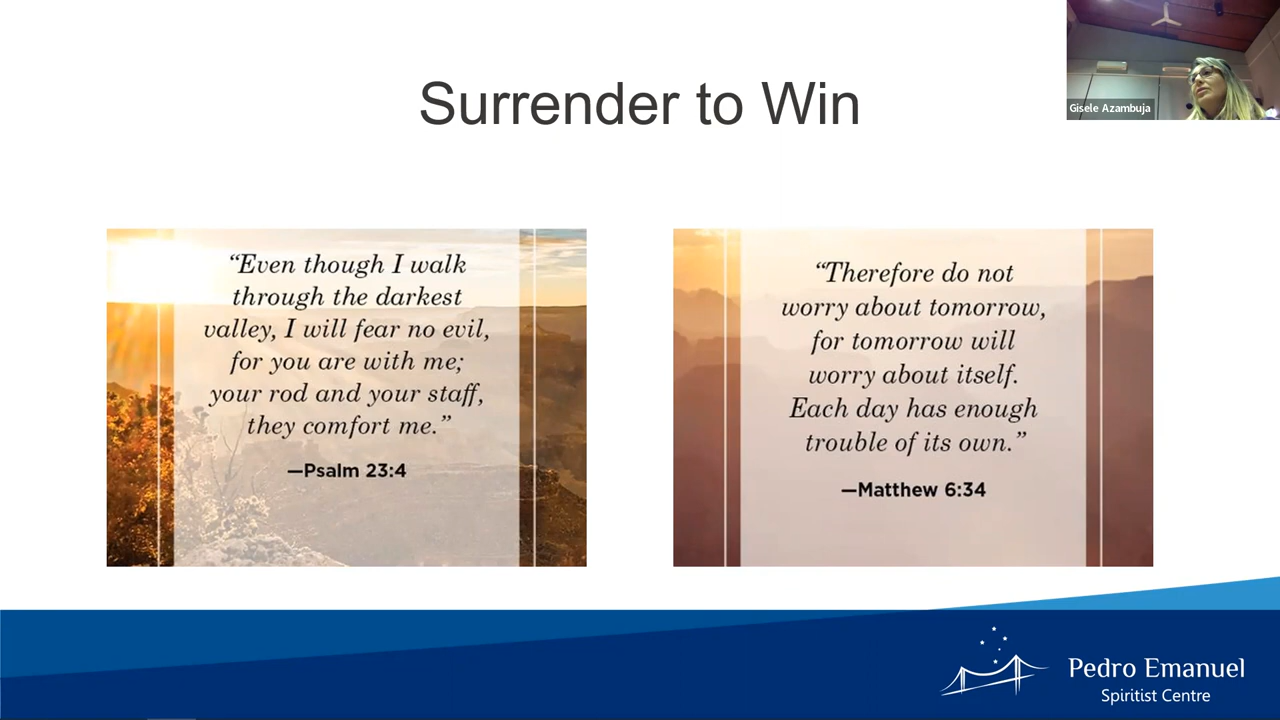 Surrender to Win
Gisele Azambuja
“Even though I walk
through the darkest
valley, I will fear no evil,
for you are with me;
your rod and your staff,
they comfort me.”
—Psalm 23:4
“Therefore do not
worry about tomorrow,
for tomorrow will
worry about itself.
Each day has enough
trouble of its own.”
—Matthew 6:34
Pedro Emanuel
Spiritist Centre